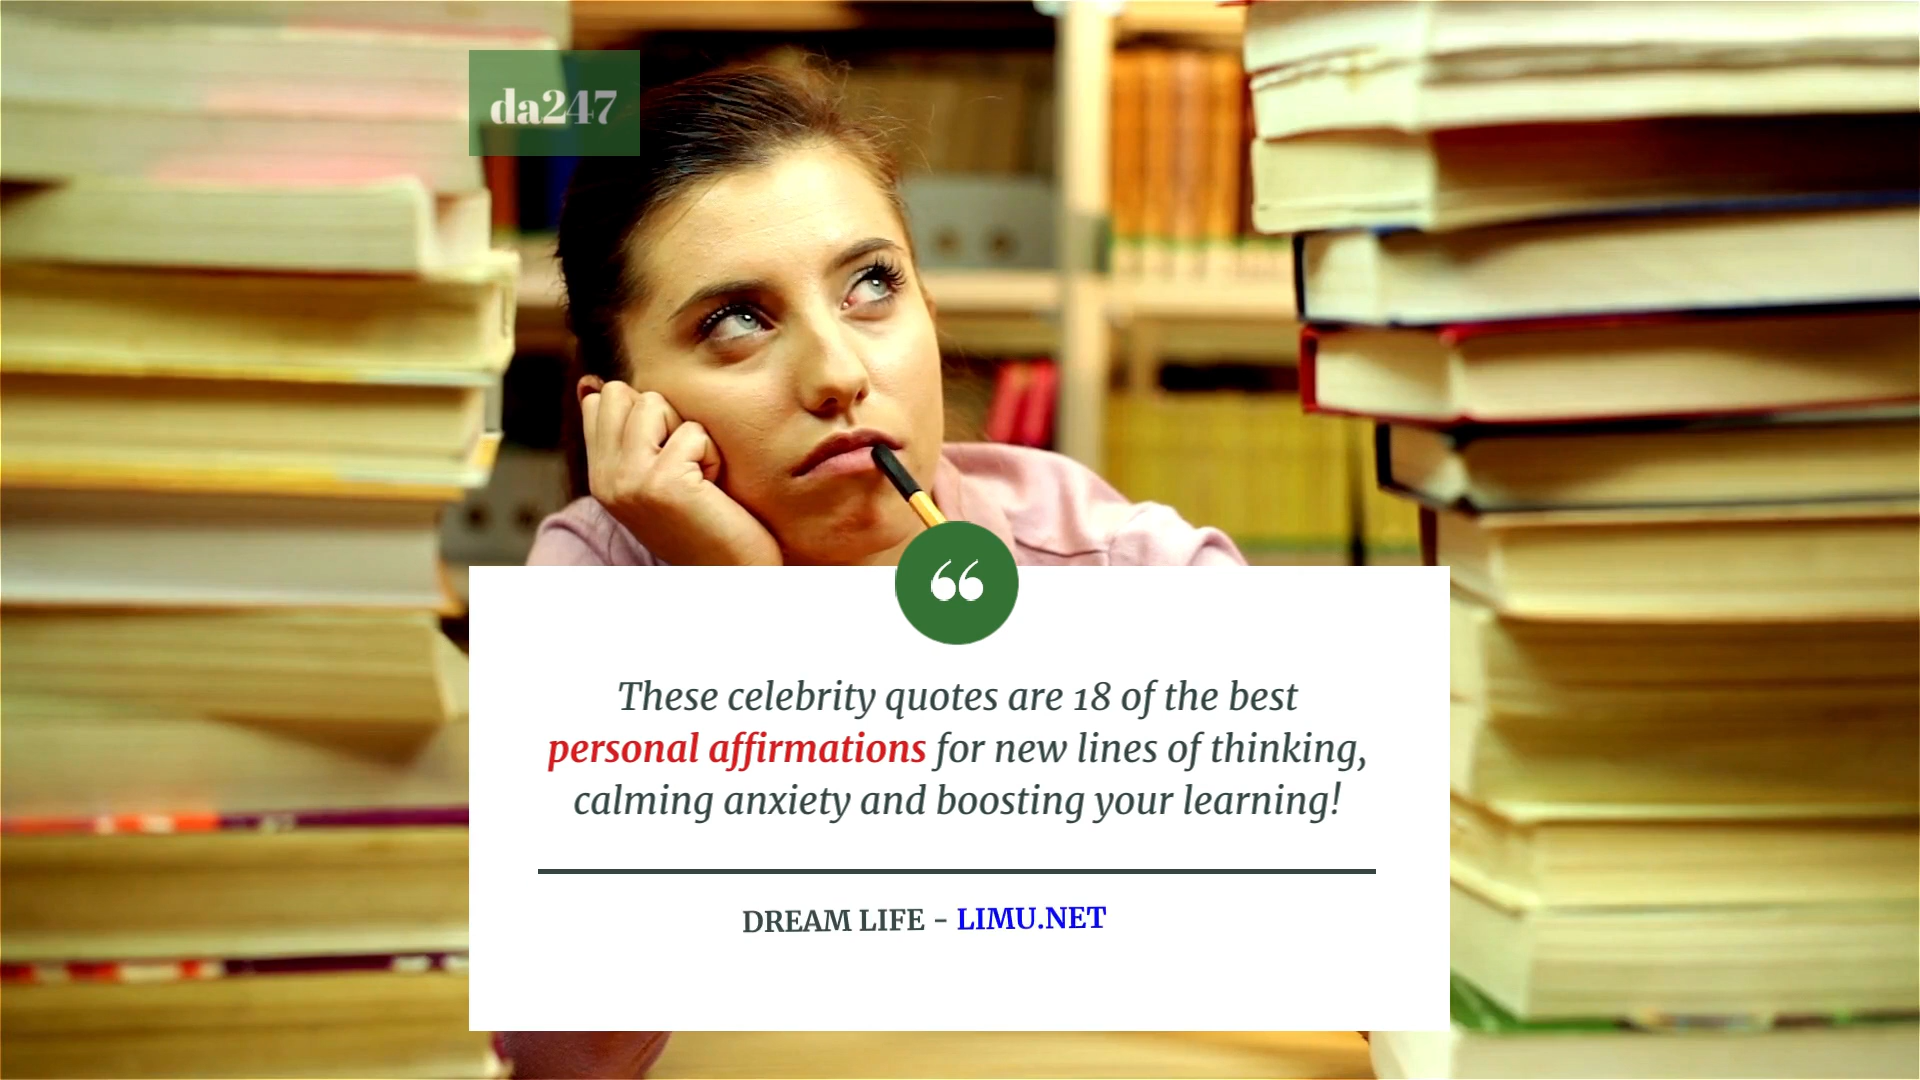 da247
“
These celebrity quotes are 18 of the best
personal affirmations for new lines of thinking,
calming anxiety and boosting your learning!
DREAM LIFE – LIMU.NET